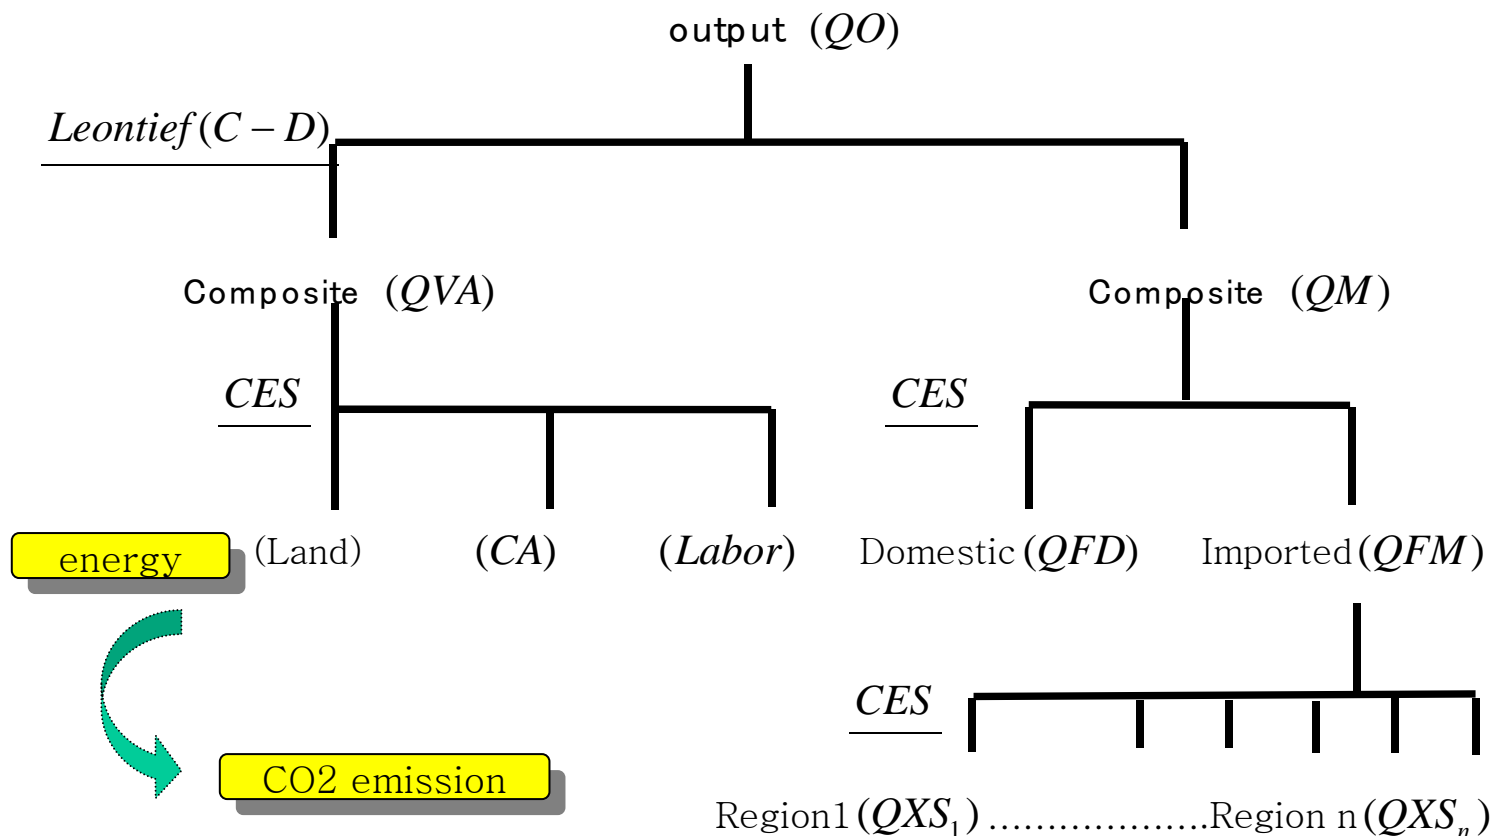 output (QO)
Leontief (C – D)
Composite (QVA) Composite (QM)
CES CES
energy (Land) (CA) (Labor) Domestic (QFD) Imported (QFM)
CES
CO2 emission
Region1 (QXS₁) ..................Region n (QXSₙ)